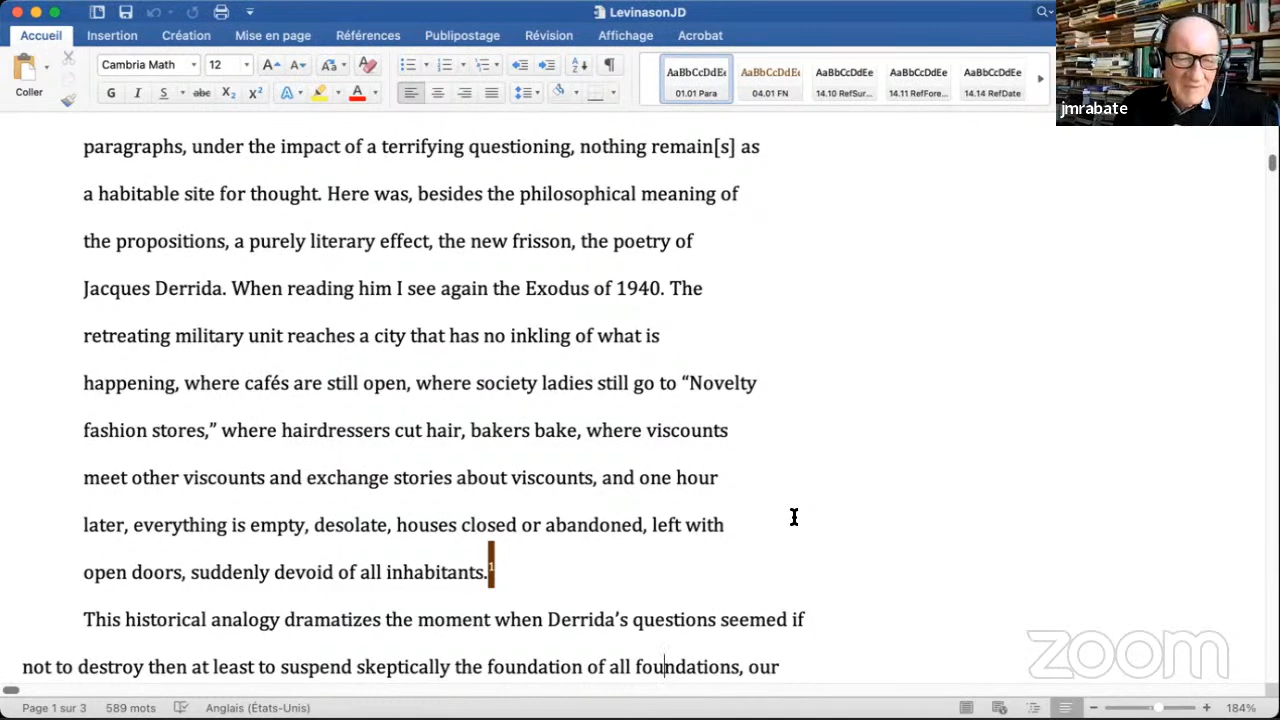 LevinasonJD
Accueil Insertion Création Mise en page Références Publipostage Révision Affichage Acrobat
Coller
Cambria Math 12
AaBbCcDdEe AaBbCcDdEe AaBbCcDdEe AaBbCcDdEe AaBbCcDdEe
01.01 Para 04.01 FN 14.10 RefSur... 14.11 RefFore... 14.14 RefDate
jmrabate
paragraphs, under the impact of a terrifying questioning, nothing remain[s] as
a habitable site for thought. Here was, besides the philosophical meaning of
the propositions, a purely literary effect, the new frisson, the poetry of
Jacques Derrida. When reading him I see again the Exodus of 1940. The
retreating military unit reaches a city that has no inkling of what is
happening, where cafés are still open, where society ladies still go to “Novelty
fashion stores,” where hairdressers cut hair, bakers bake, where viscounts
meet other viscounts and exchange stories about viscounts, and one hour
later, everything is empty, desolate, houses closed or abandoned, left with
open doors, suddenly devoid of all inhabitants.1
This historical analogy dramatizes the moment when Derrida’s questions seemed if
not to destroy then at least to suspend skeptically the foundation of all foundations, our
zoom
Page 1 sur 3 589 mots Anglais (États-Unis) 184%